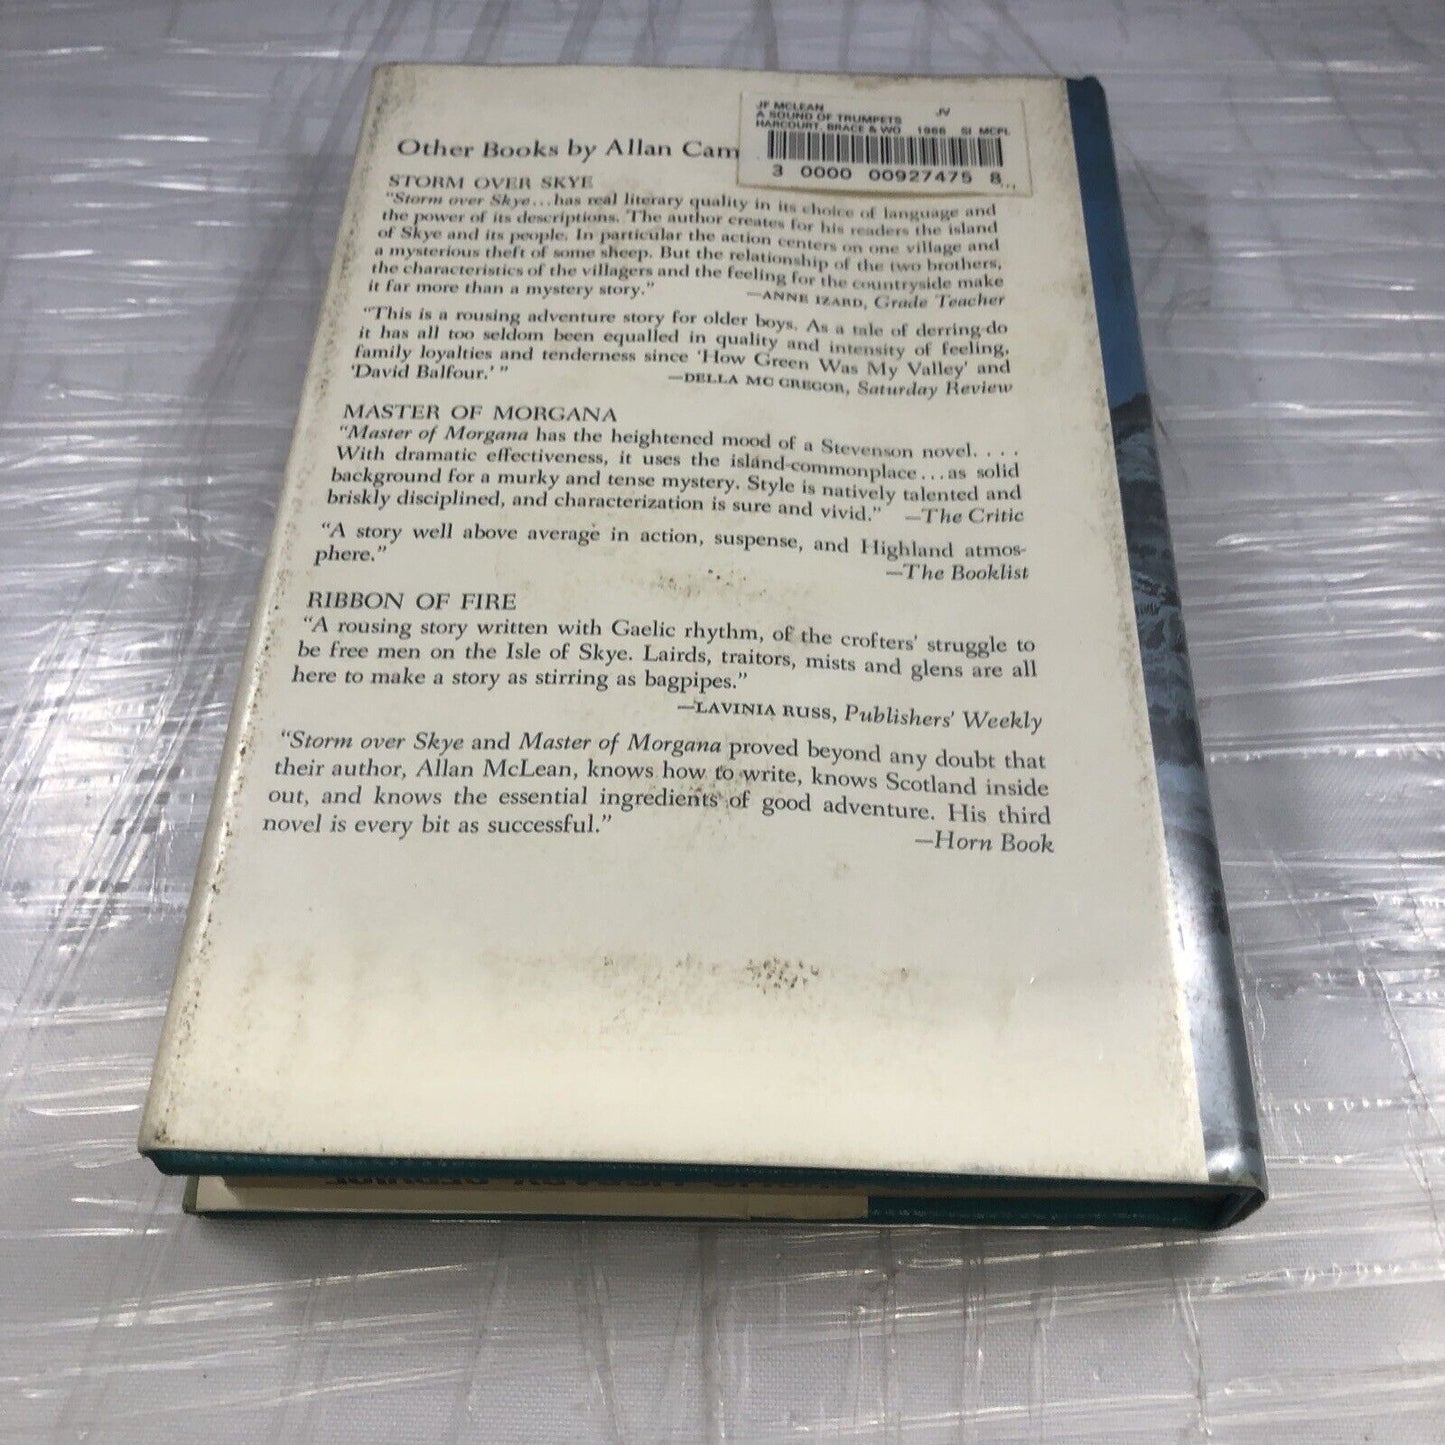 JF MCLEAN JV
A SOUND OF TRUMPETS
HARCOURT, BRACE & WO 1966 SI MCPL
3 0000 00927475 8
Other Books by Allan Cam
STORM OVER SKYE
"Storm over Skye...has real literary quality in its choice of language and
the power of its descriptions. The author creates for his readers the island
of Skye and its people. In particular the action centers on one village and
a mysterious theft of some sheep. But the relationship of the two brothers,
the characteristics of the villagers and the feeling for the countryside make
it far more than a mystery story." —ANNE IZARD, Grade Teacher
"This is a rousing adventure story for older boys. As a tale of derring-do
it has all too seldom been equalled in quality and intensity of feeling,
family loyalties and tenderness since 'How Green Was My Valley' and
'David Balfour.' " —DELLA MC GREGOR, Saturday Review
MASTER OF MORGANA
"Master of Morgana has the heightened mood of a Stevenson novel. . . .
With dramatic effectiveness, it uses the island-commonplace...as solid
background for a murky and tense mystery. Style is natively talented and
briskly disciplined, and characterization is sure and vivid." —The Critic
"A story well above average in action, suspense, and Highland atmos-
phere." —The Booklist
RIBBON OF FIRE
"A rousing story written with Gaelic rhythm, of the crofters' struggle to
be free men on the Isle of Skye. Lairds, traitors, mists and glens are all
here to make a story as stirring as bagpipes."
—LAVINIA RUSS, Publishers' Weekly
"Storm over Skye and Master of Morgana proved beyond any doubt that
their author, Allan McLean, knows how to write, knows Scotland inside
out, and knows the essential ingredients of good adventure. His third
novel is every bit as successful." —Horn Book
LIBRARY SERVICE